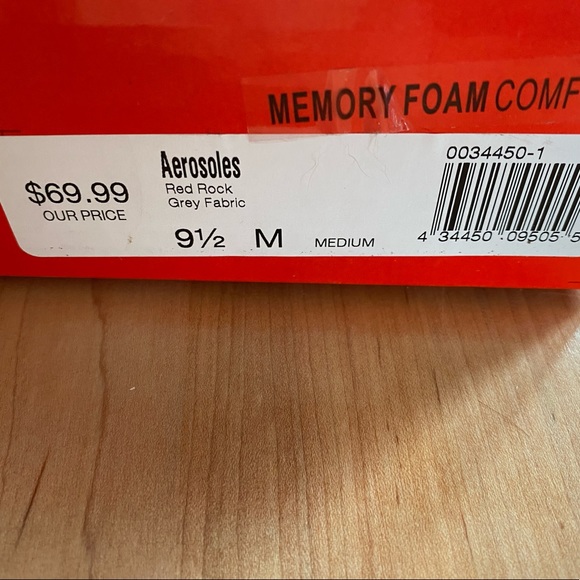 MEMORY FOAM COMF
Aerosoles
Red Rock
Grey Fabric
$69.99
OUR PRICE
9½ M MEDIUM
0034450-1
4 34450 09505 5